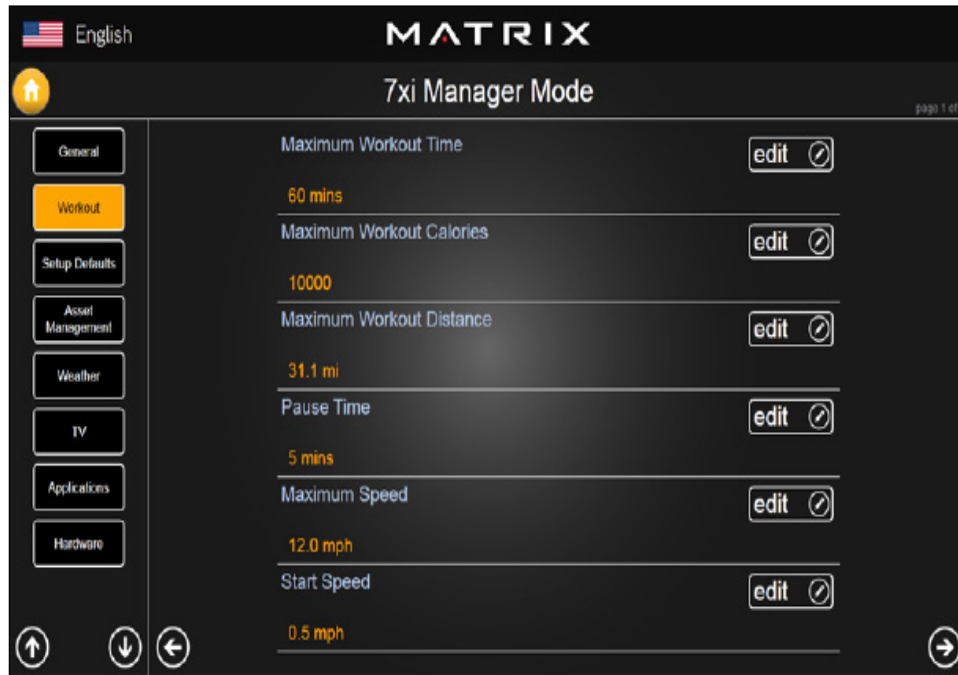 English
MATRIX
7xi Manager Mode
page 1 of
General
Workout
Setup Defaults
Asset
Management
Weather
TV
Applications
Hardware
Maximum Workout Time
edit
60 mins
Maximum Workout Calories
edit
10000
Maximum Workout Distance
edit
31.1 mi
Pause Time
edit
5 mins
Maximum Speed
edit
12.0 mph
Start Speed
edit
0.5 mph